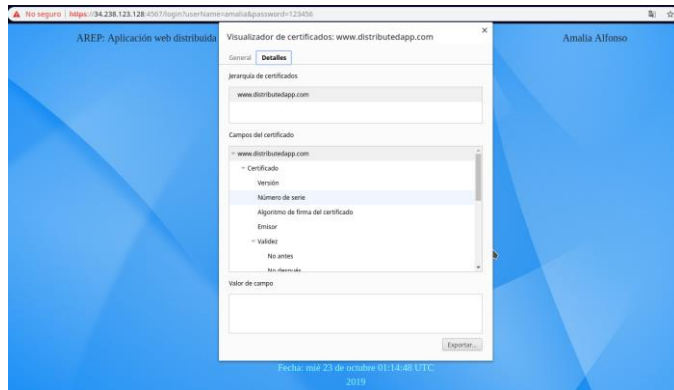 No seguro | https://34.238.123.128:4567/login?userName=amalia&password=123456
AREP: Aplicación web distribuida
Visualizador de certificados: www.distributedapp.com
Amalia Alfonso
General Detalles
Jerarquía de certificados
www.distributedapp.com
Campos del certificado
www.distributedapp.com
Certificado
Versión
Número de serie
Algoritmo de firma del certificado
Emisor
Validez
No antes
No después
Valor de campo
Exportar...
Fecha: mié 23 de octubre 01:14:48 UTC
2019